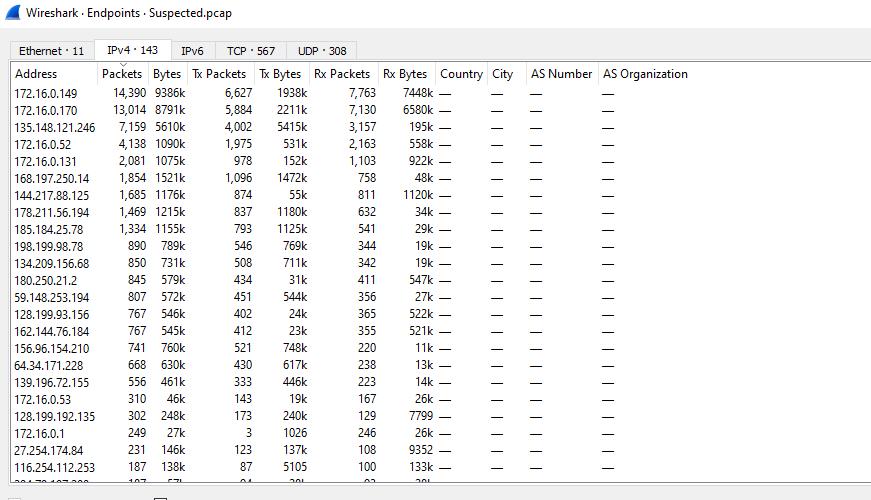 Wireshark · Endpoints · Suspected.pcap
Ethernet · 11 IPv4 · 143 IPv6 TCP · 567 UDP · 308
Address Packets Bytes Tx Packets Tx Bytes Rx Packets Rx Bytes Country City AS Number AS Organization
172.16.0.149 14,390 9386k 6,627 1938k 7,763 7448k — — — —
172.16.0.170 13,014 8791k 5,884 2211k 7,130 6580k — — — —
135.148.121.246 7,159 5610k 4,002 5415k 3,157 195k — — — —
172.16.0.52 4,138 1090k 1,975 531k 2,163 558k — — — —
172.16.0.131 2,081 1075k 978 152k 1,103 922k — — — —
168.197.250.14 1,854 1521k 1,096 1472k 758 48k — — — —
144.217.88.125 1,685 1176k 874 55k 811 1120k — — — —
178.211.56.194 1,469 1215k 837 1180k 632 34k — — — —
185.184.25.78 1,334 1155k 793 1125k 541 29k — — — —
198.199.98.78 890 789k 546 769k 344 19k — — — —
134.209.156.68 850 731k 508 711k 342 19k — — — —
180.250.21.2 845 579k 434 31k 411 547k — — — —
59.148.253.194 807 572k 451 544k 356 27k — — — —
128.199.93.156 767 546k 402 24k 365 522k — — — —
162.144.76.184 767 545k 412 23k 355 521k — — — —
156.96.154.210 741 760k 521 748k 220 11k — — — —
64.34.171.228 668 630k 430 617k 238 13k — — — —
139.196.72.155 556 461k 333 446k 223 14k — — — —
172.16.0.53 310 46k 143 19k 167 26k — — — —
128.199.192.135 302 248k 173 240k 129 7799 — — — —
172.16.0.1 249 27k 3 1026 246 26k — — — —
27.254.174.84 231 146k 123 137k 108 9352 — — — —
116.254.112.253 187 138k 87 5105 100 133k — — — —